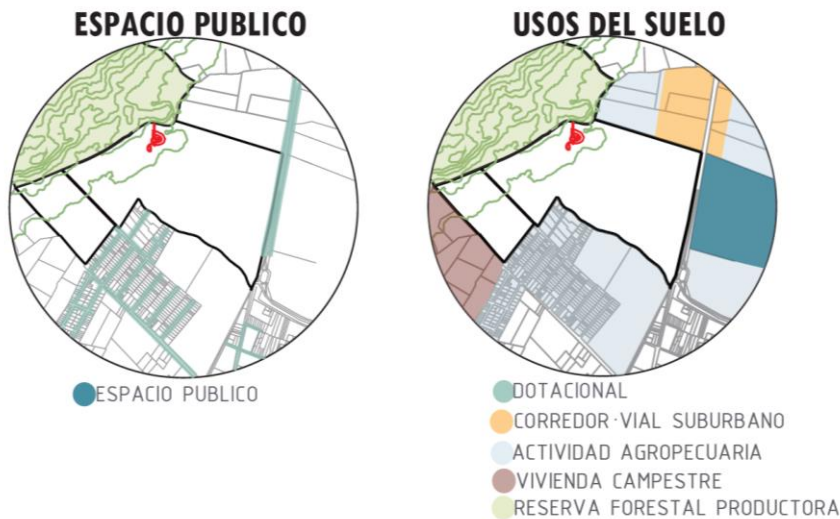 ESPACIO PUBLICO
ESPACIO PUBLICO
USOS DEL SUELO
DOTACIONAL
CORREDOR·VIAL SUBURBANO
ACTIVIDAD AGROPECUARIA
VIVIENDA CAMPESTRE
RESERVA FORESTAL PRODUCTORA